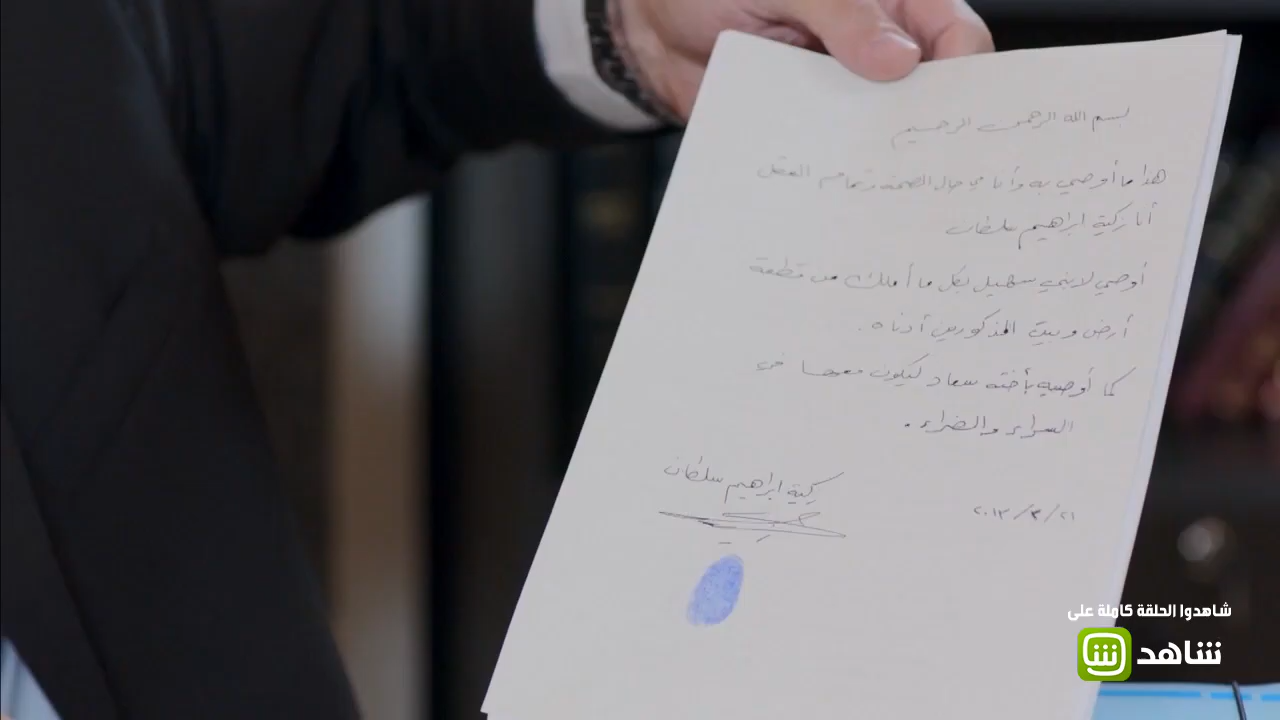 بسم الله الرحمن الرحيم
هذا ما أوصي به وأنا في حال الصحة وتمام العقل
أنا زكية ابراهيم سلطان
أوصي لابني سهيل بكل ما أملك من قطعة
أرض وبيت المذكورين أدناه.
كما أوصيه بأخته سعاد ليكون معها في
السراء والضراء.
زكية ابراهيم سلطان
٢٠١٣/٣/٢١
شاهدوا الحلقة كاملة على
شاهد